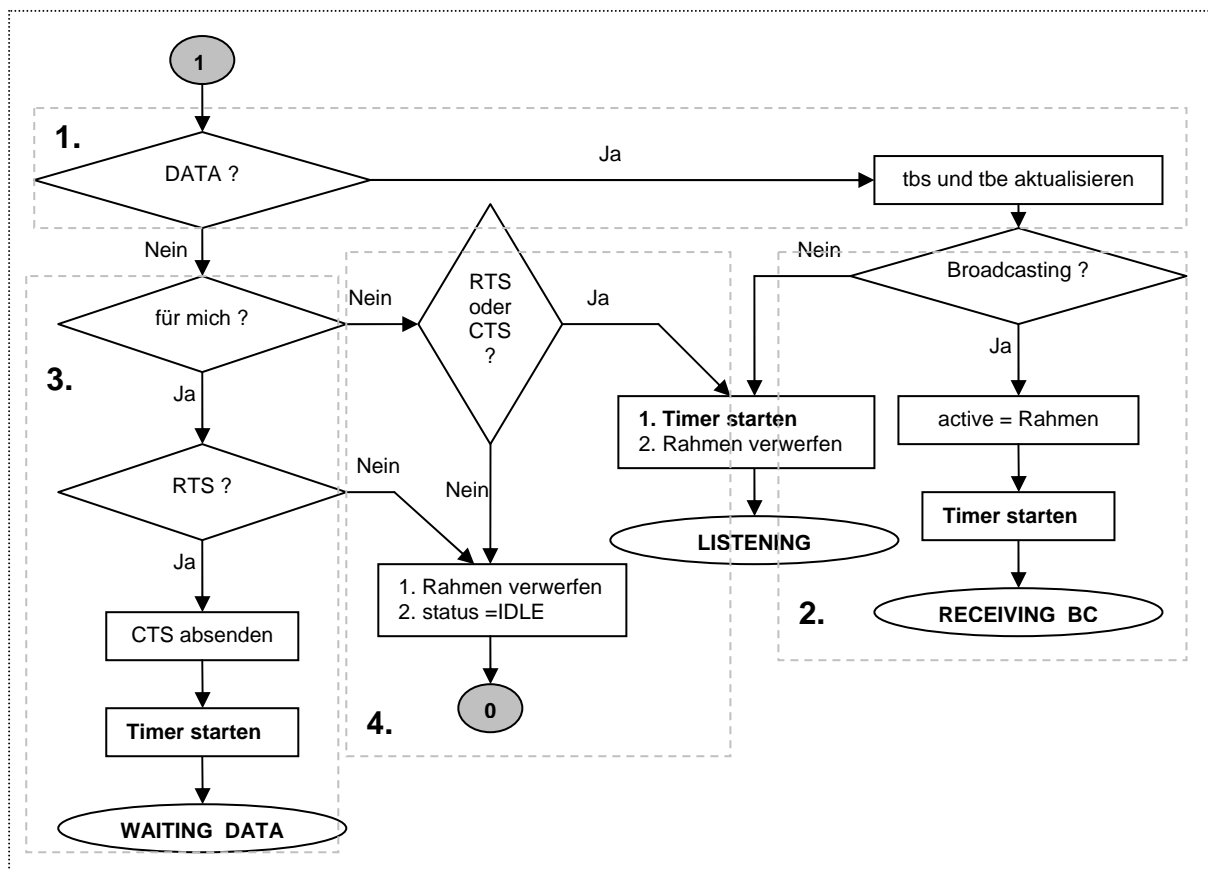 1
1.
DATA ?
Ja
tbs und tbe aktualisieren
Nein
Nein
Broadcasting ?
für mich ?
Nein
RTS
oder
CTS
?
Ja
Ja
3.
Ja
1. Timer starten
2. Rahmen verwerfen
active = Rahmen
RTS ?
Nein
Nein
Timer starten
LISTENING
Ja
1. Rahmen verwerfen
2. status =IDLE
2.
RECEIVING BC
CTS absenden
0
4.
Timer starten
WAITING DATA